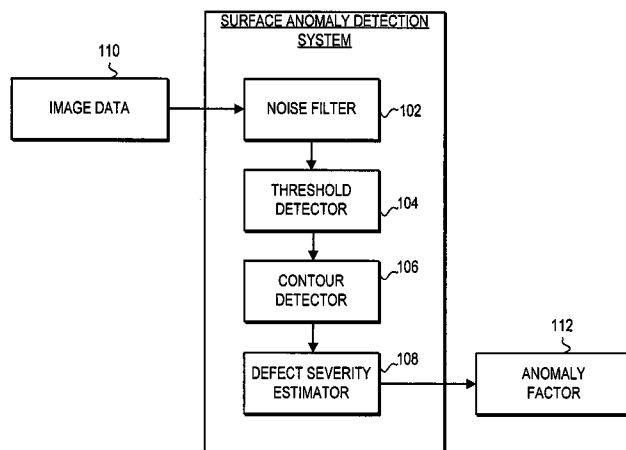 SURFACE ANOMALY DETECTION
SYSTEM
110
IMAGE DATA
NOISE FILTER
102
THRESHOLD
DETECTOR
104
CONTOUR
DETECTOR
106
DEFECT SEVERITY
ESTIMATOR
108
112
ANOMALY
FACTOR